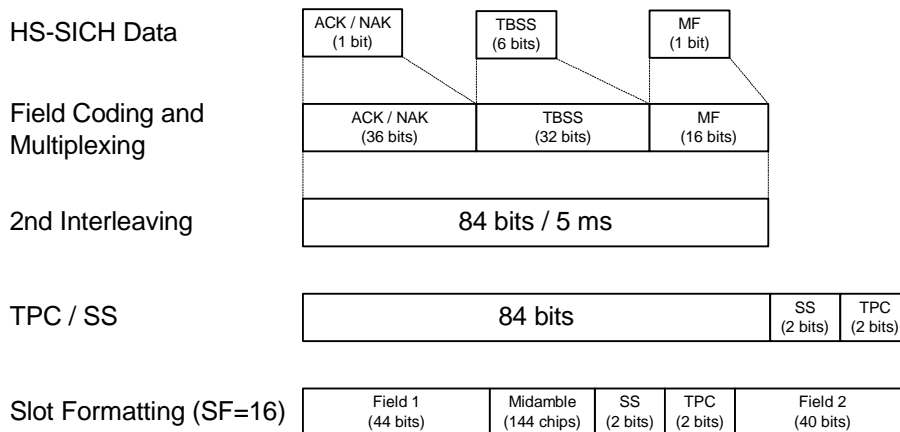 HS-SICH Data
ACK / NAK
(1 bit)
TBSS
(6 bits)
MF
(1 bit)
Field Coding and
Multiplexing
ACK / NAK
(36 bits)
TBSS
(32 bits)
MF
(16 bits)
2nd Interleaving
84 bits / 5 ms
TPC / SS
84 bits
SS
(2 bits)
TPC
(2 bits)
Slot Formatting (SF=16)
Field 1
(44 bits)
Midamble
(144 chips)
SS
(2 bits)
TPC
(2 bits)
Field 2
(40 bits)